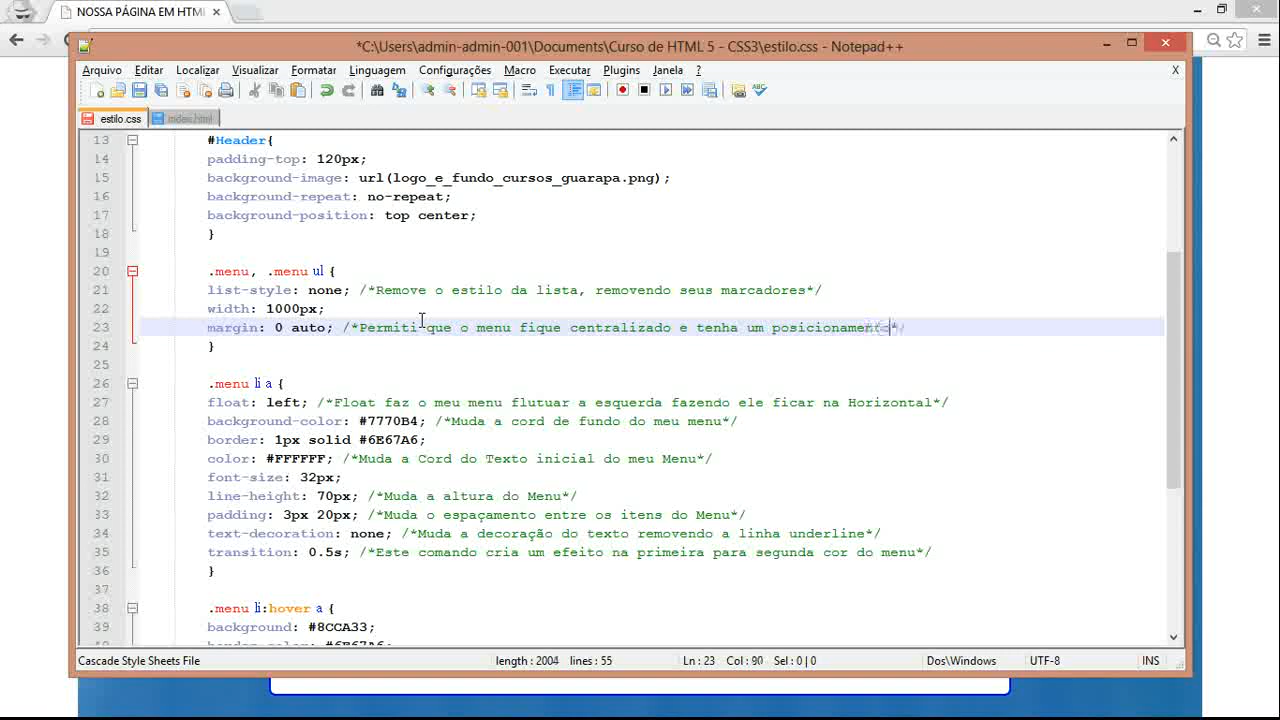 NOSSA PÁGINA EM HTM
*C:\Users\admin-admin-001\Documents\Curso de HTML 5 - CSS3\estilo.css - Notepad++
Arquivo Editar Localizar Visualizar Formatar Linguagem Configurações Macro Executar Plugins Janela ? X
estilo.css index.html
13 #Header{
14 padding-top: 120px;
15 background-image: url(logo_e_fundo_cursos_guarapa.png);
16 background-repeat: no-repeat;
17 background-position: top center;
18 }
19
20 .menu, .menu ul {
21 list-style: none; /*Remove o estilo da lista, removendo seus marcadores*/
22 width: 1000px;
23 margin: 0 auto; /*Permiti que o menu fique centralizado e tenha um
24 }
25
26 .menu li a {
27 float: left; /*Float faz o meu menu flutuar a esquerda fazendo ele ficar na Horizontal*/
28 background-color: #7770B4; /*Muda a cord de fundo do meu menu*/
29 border: 1px solid #6E67A6;
30 color: #FFFFFF; /*Muda a Cord do Texto inicial do meu Menu*/
31 font-size: 32px;
32 line-height: 70px; /*Muda a altura do Menu*/
33 padding: 3px 20px; /*Muda o espaçamento entre os itens do Menu*/
34 text-decoration: none; /*Muda a decoração do texto removendo a linha underline*/
35 transition: 0.5s; /*Este comando cria um efeito na primeira para segunda cor do menu*/
36 }
37
38 .menu li:hover a {
39 background: #8CCA33;
Cascade Style Sheets File length : 2004 lines : 55 Ln : 23 Col : 90 Sel : 0 | 0 Dos\Windows UTF-8 INS